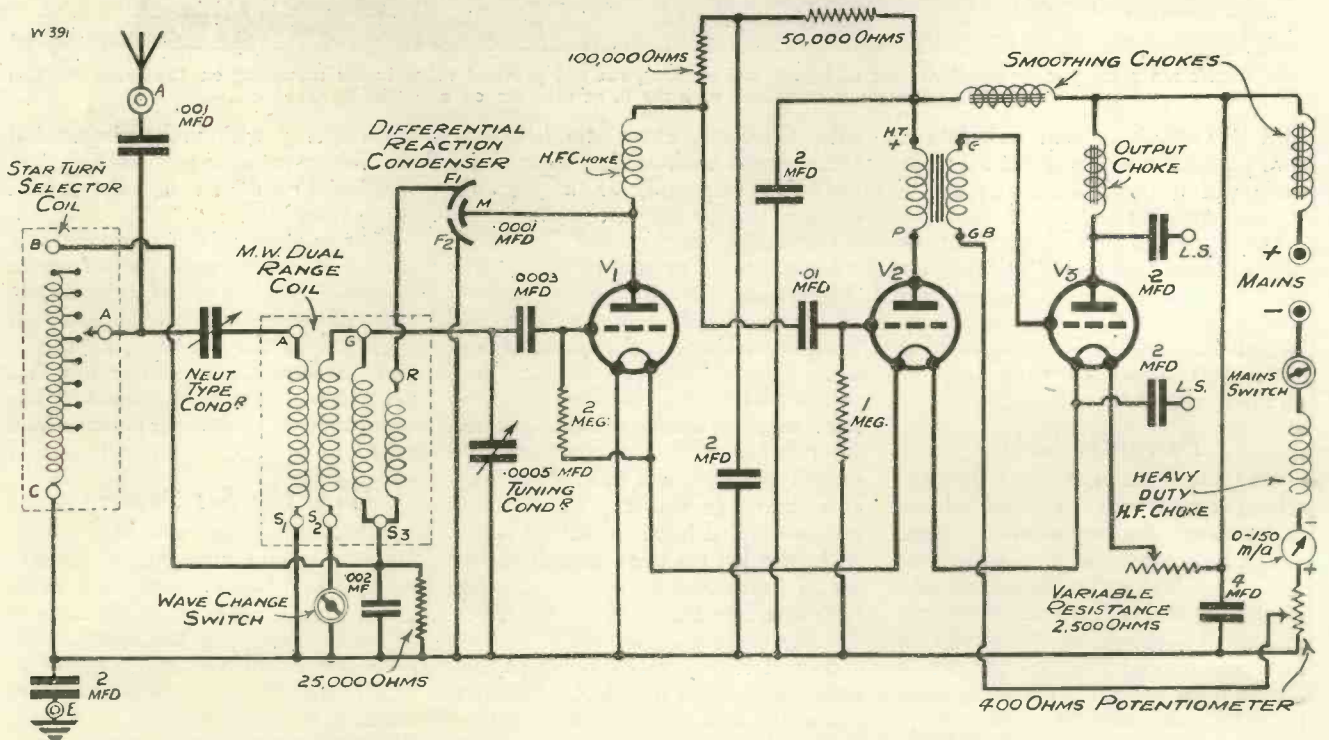 W 391
A
.001
MFD
STAR TURN
SELECTOR
COIL
B
A
C
2
MFD
E
NEUT
TYPE
CONDR
M.W. DUAL
RANGE
COIL
A
G
R
S1
S2
S3
WAVE CHANGE
SWITCH
.002
MF
25,000 OHMS
DIFFERENTIAL
REACTION
CONDENSER
F1
M
F2
.0001
MFD
.0003
MFD
2
MEG.
.0005 MFD
TUNING
CONDR
H.F. CHOKE
V1
100,000 OHMS
50,000 OHMS
2
MFD
2
MFD
.01
MFD
1
MEG.
H.T.
+
G
P
G.B
V2
SMOOTHING CHOKES
OUTPUT
CHOKE
V3
2
MFD
L.S.
2
MFD
L.S.
+
MAINS
-
MAINS
SWITCH
HEAVY
DUTY
H.F. CHOKE
-
0-150
m/a
+
VARIABLE
RESISTANCE
2,500 OHMS
4
MFD
400 OHMS POTENTIOMETER